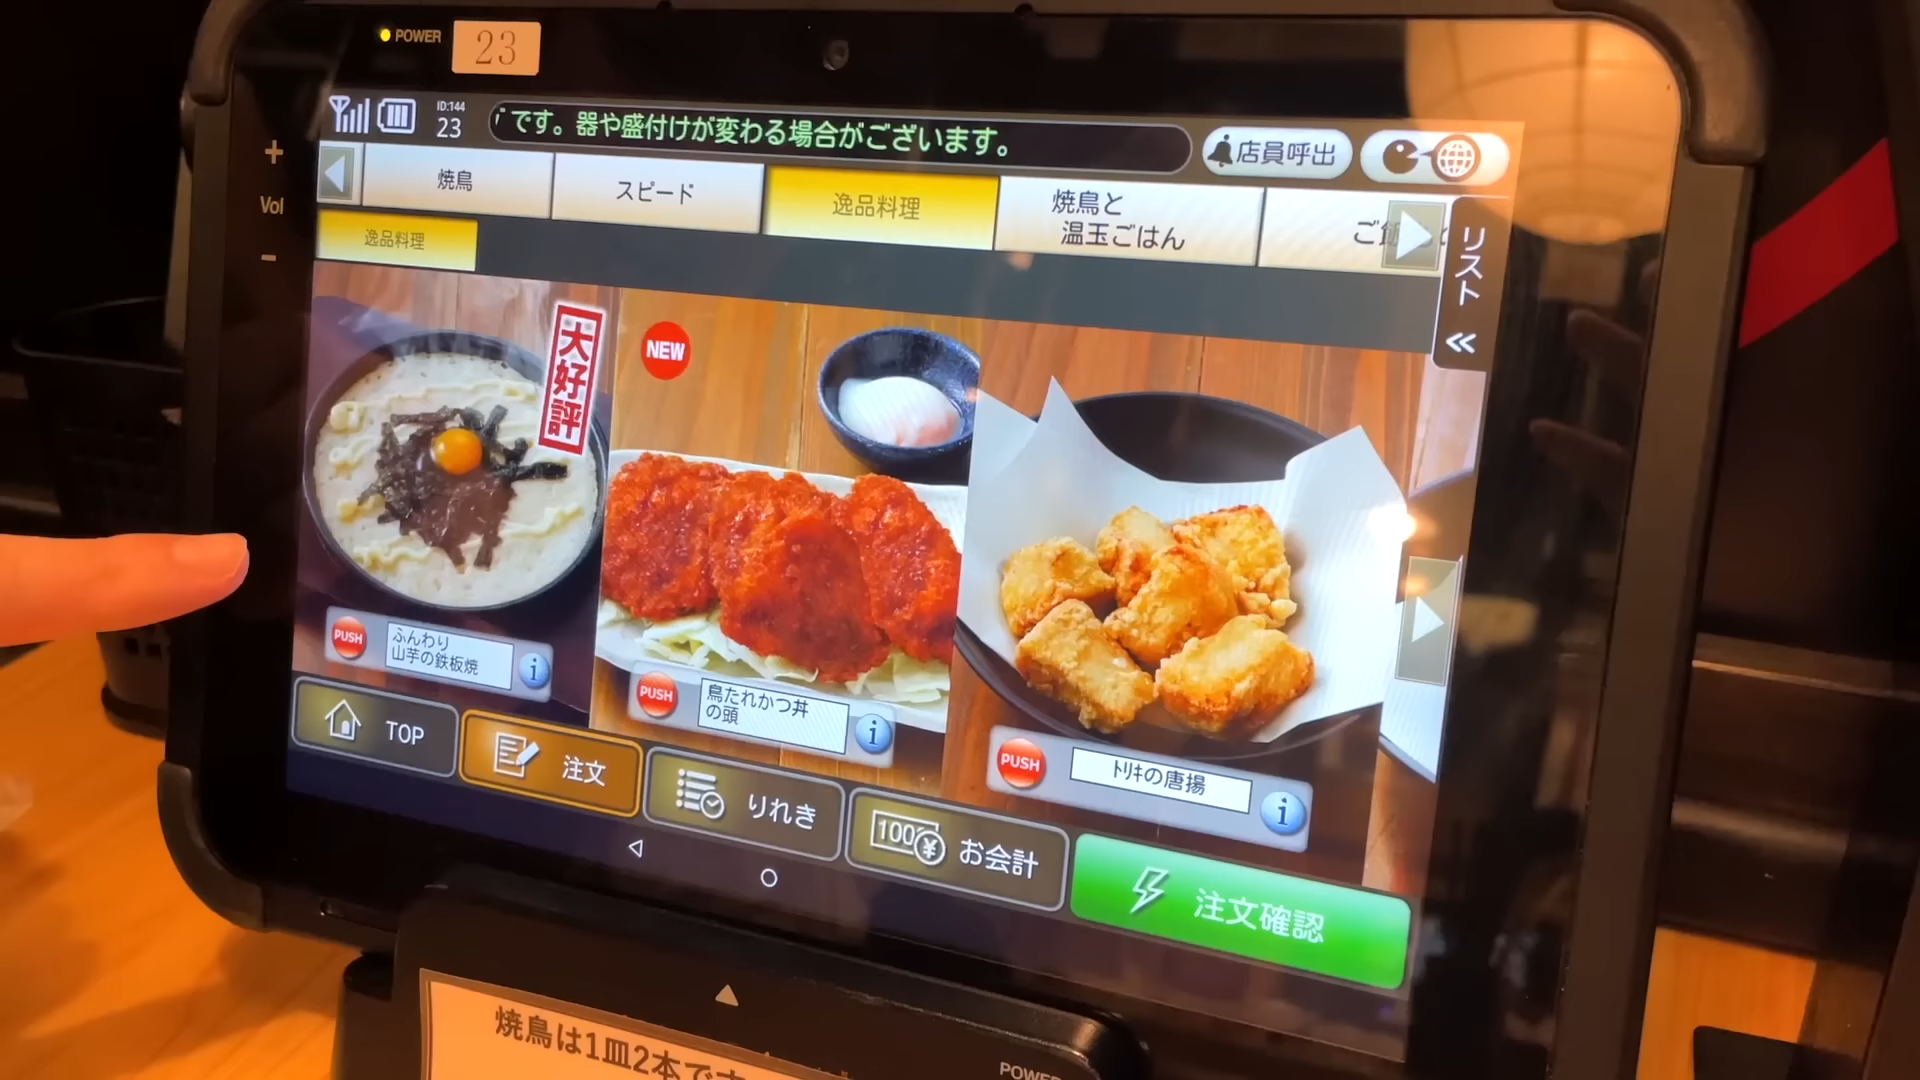 POWER
23
ID:144
23
です。器や盛付けが変わる場合がございます。
店員呼出
+
Vol
-
焼鳥
スピード
逸品料理
焼鳥と
温玉ごはん
ご飯
リスト
逸品料理
大好評
NEW
PUSH
ふんわり
山芋の鉄板焼
i
PUSH
鳥たれかつ丼
の頭
i
PUSH
ﾄﾘｷの唐揚
i
TOP
注文
りれき
100
¥
お会計
注文確認
焼鳥は1皿2本です
POWER